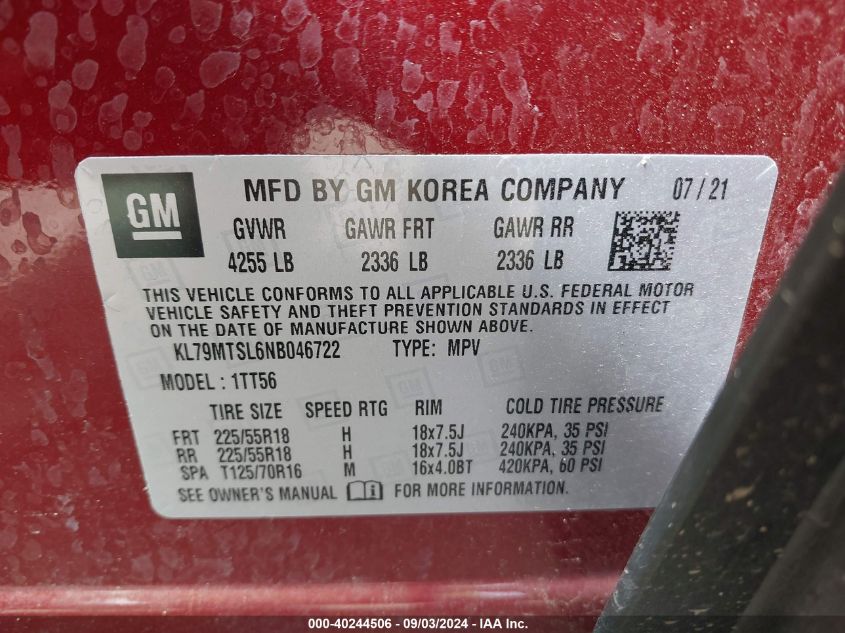 GM MFD BY GM KOREA COMPANY 07/21
GVWR GAWR FRT GAWR RR
4255 LB 2336 LB 2336 LB
THIS VEHICLE CONFORMS TO ALL APPLICABLE U.S. FEDERAL MOTOR
VEHICLE SAFETY AND THEFT PREVENTION STANDARDS IN EFFECT
ON THE DATE OF MANUFACTURE SHOWN ABOVE.
KL79MTSL6NB046722 TYPE: MPV
MODEL: 1TT56
TIRE SIZE SPEED RTG RIM COLD TIRE PRESSURE
FRT 225/55R18 H 18x7.5J 240KPA, 35 PSI
RR 225/55R18 H 18x7.5J 240KPA, 35 PSI
SPA T125/70R16 M 16x4.0BT 420KPA, 60 PSI
SEE OWNER'S MANUAL FOR MORE INFORMATION.
000-40244506 - 09/03/2024 - IAA Inc.